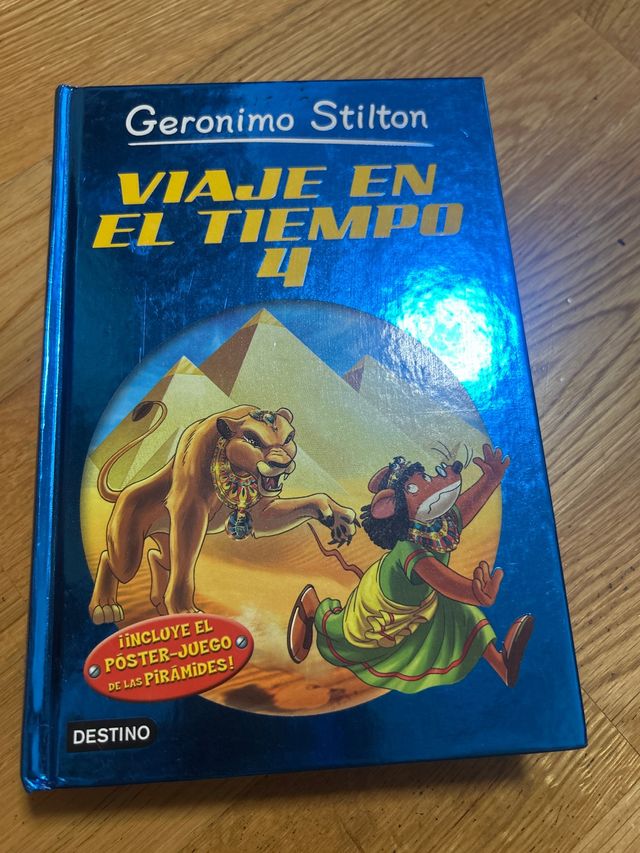 Geronimo Stilton
VIAJE EN
EL TIEMPO
4
¡INCLUYE EL
PÓSTER-JUEGO
DE LAS PIRÁMIDES!
DESTINO